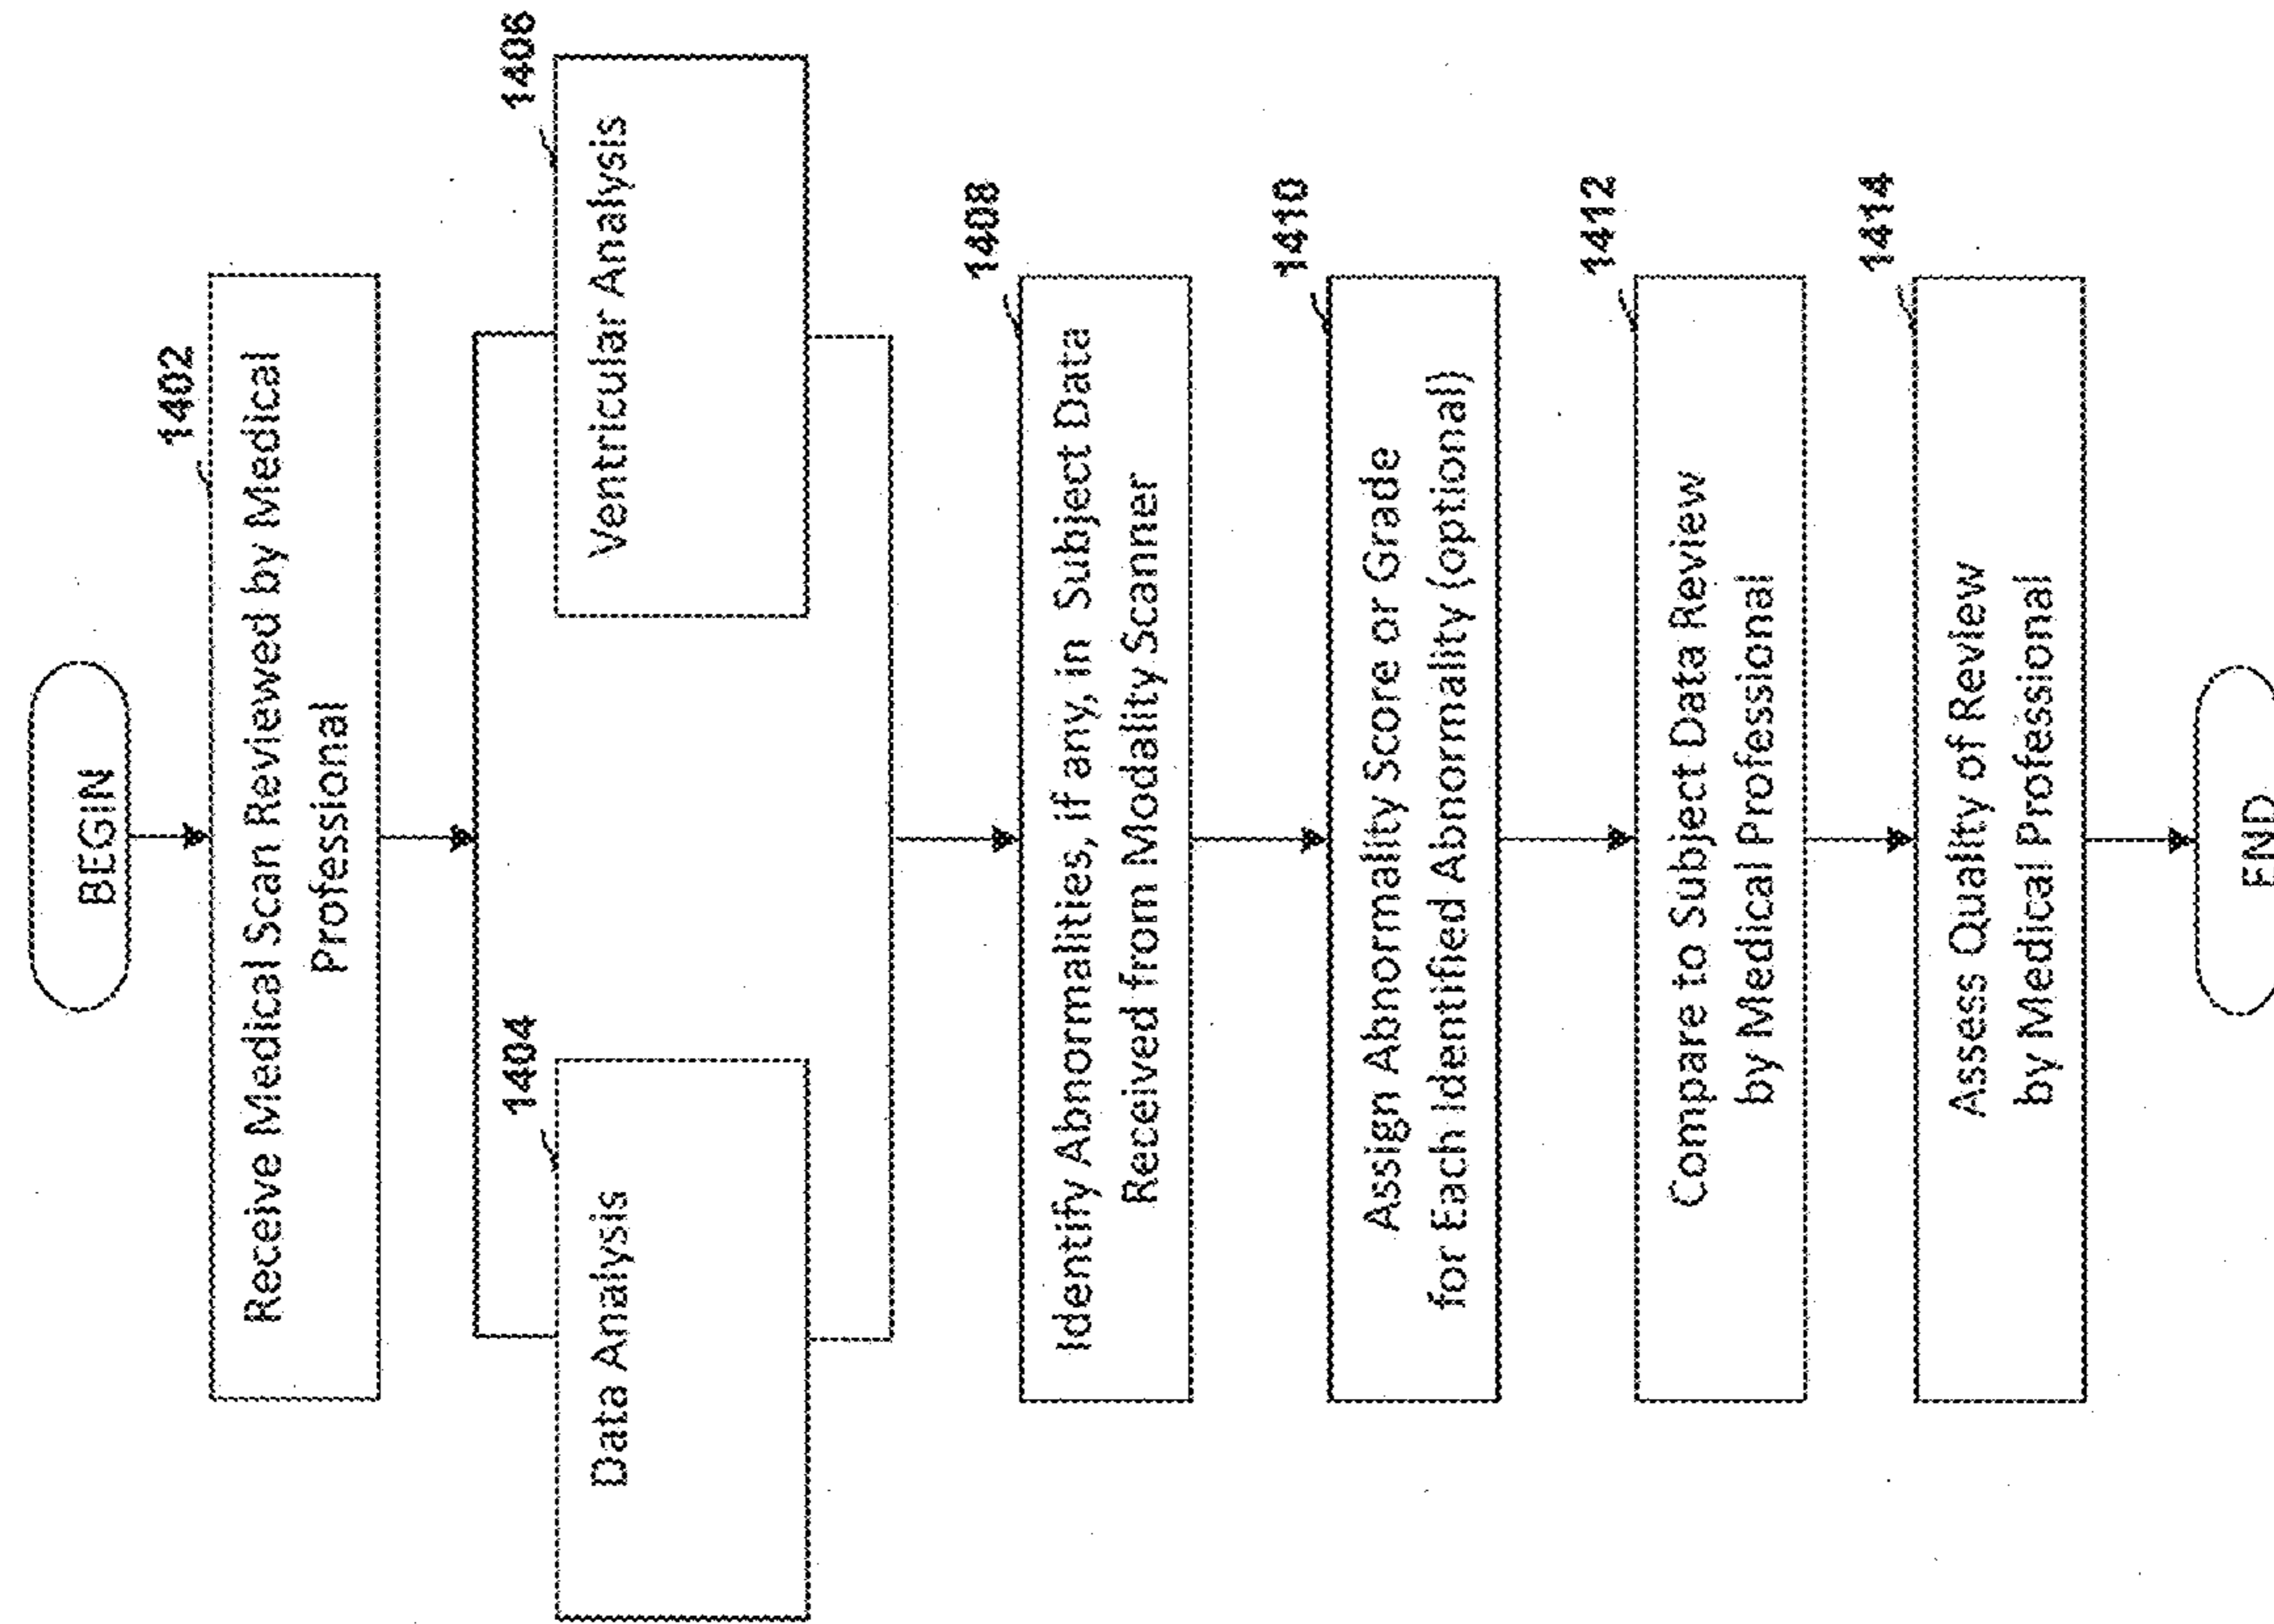 BEGIN
1402
Receive Medical Scan Reviewed by Medical
Professional
1404
Data Analysis
1406
Ventricular Analysis
1408
Identify Abnormalities, if any, in Subject Data
Received from Modality Scanner
1410
Assign Abnormality Score or Grade
for Each Identified Abnormality (optional)
1412
Compare to Subject Data Review
by Medical Professional
1414
Assess Quality of Review
by Medical Professional
END